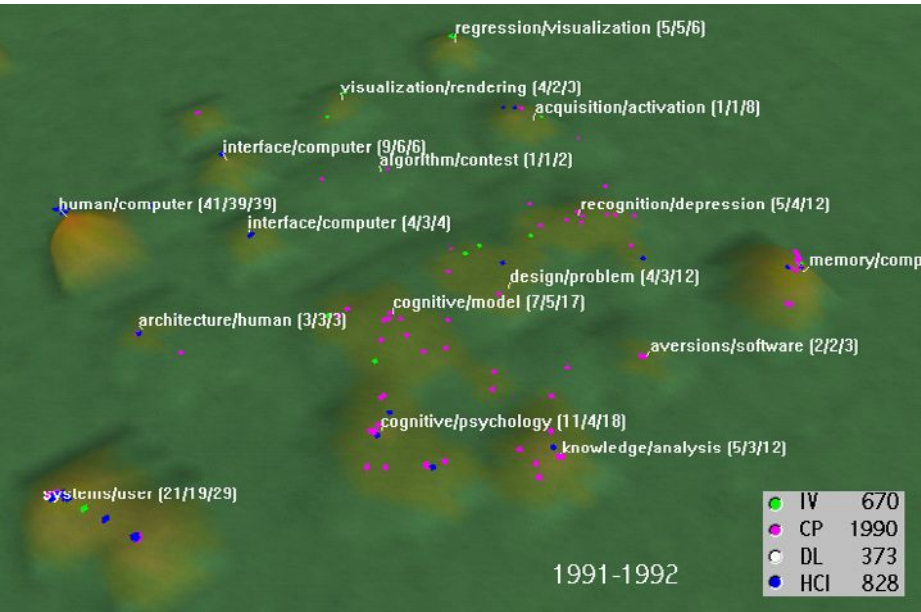 regression/visualization (5/5/6)
visualization/rendering (4/2/3)
acquisition/activation (1/1/8)
interface/computer (9/6/6)
algorithm/contest (1/1/2)
human/computer (41/39/39)
recognition/depression (5/4/12)
interface/computer (4/3/4)
memory/comp
design/problem (4/3/12)
cognitive/model (7/5/17)
architecture/human (3/3/3)
aversions/software (2/2/3)
cognitive/psychology (11/4/18)
knowledge/analysis (5/3/12)
systems/user (21/19/29)
IV 670
CP 1990
DL 373
HCI 828
1991-1992